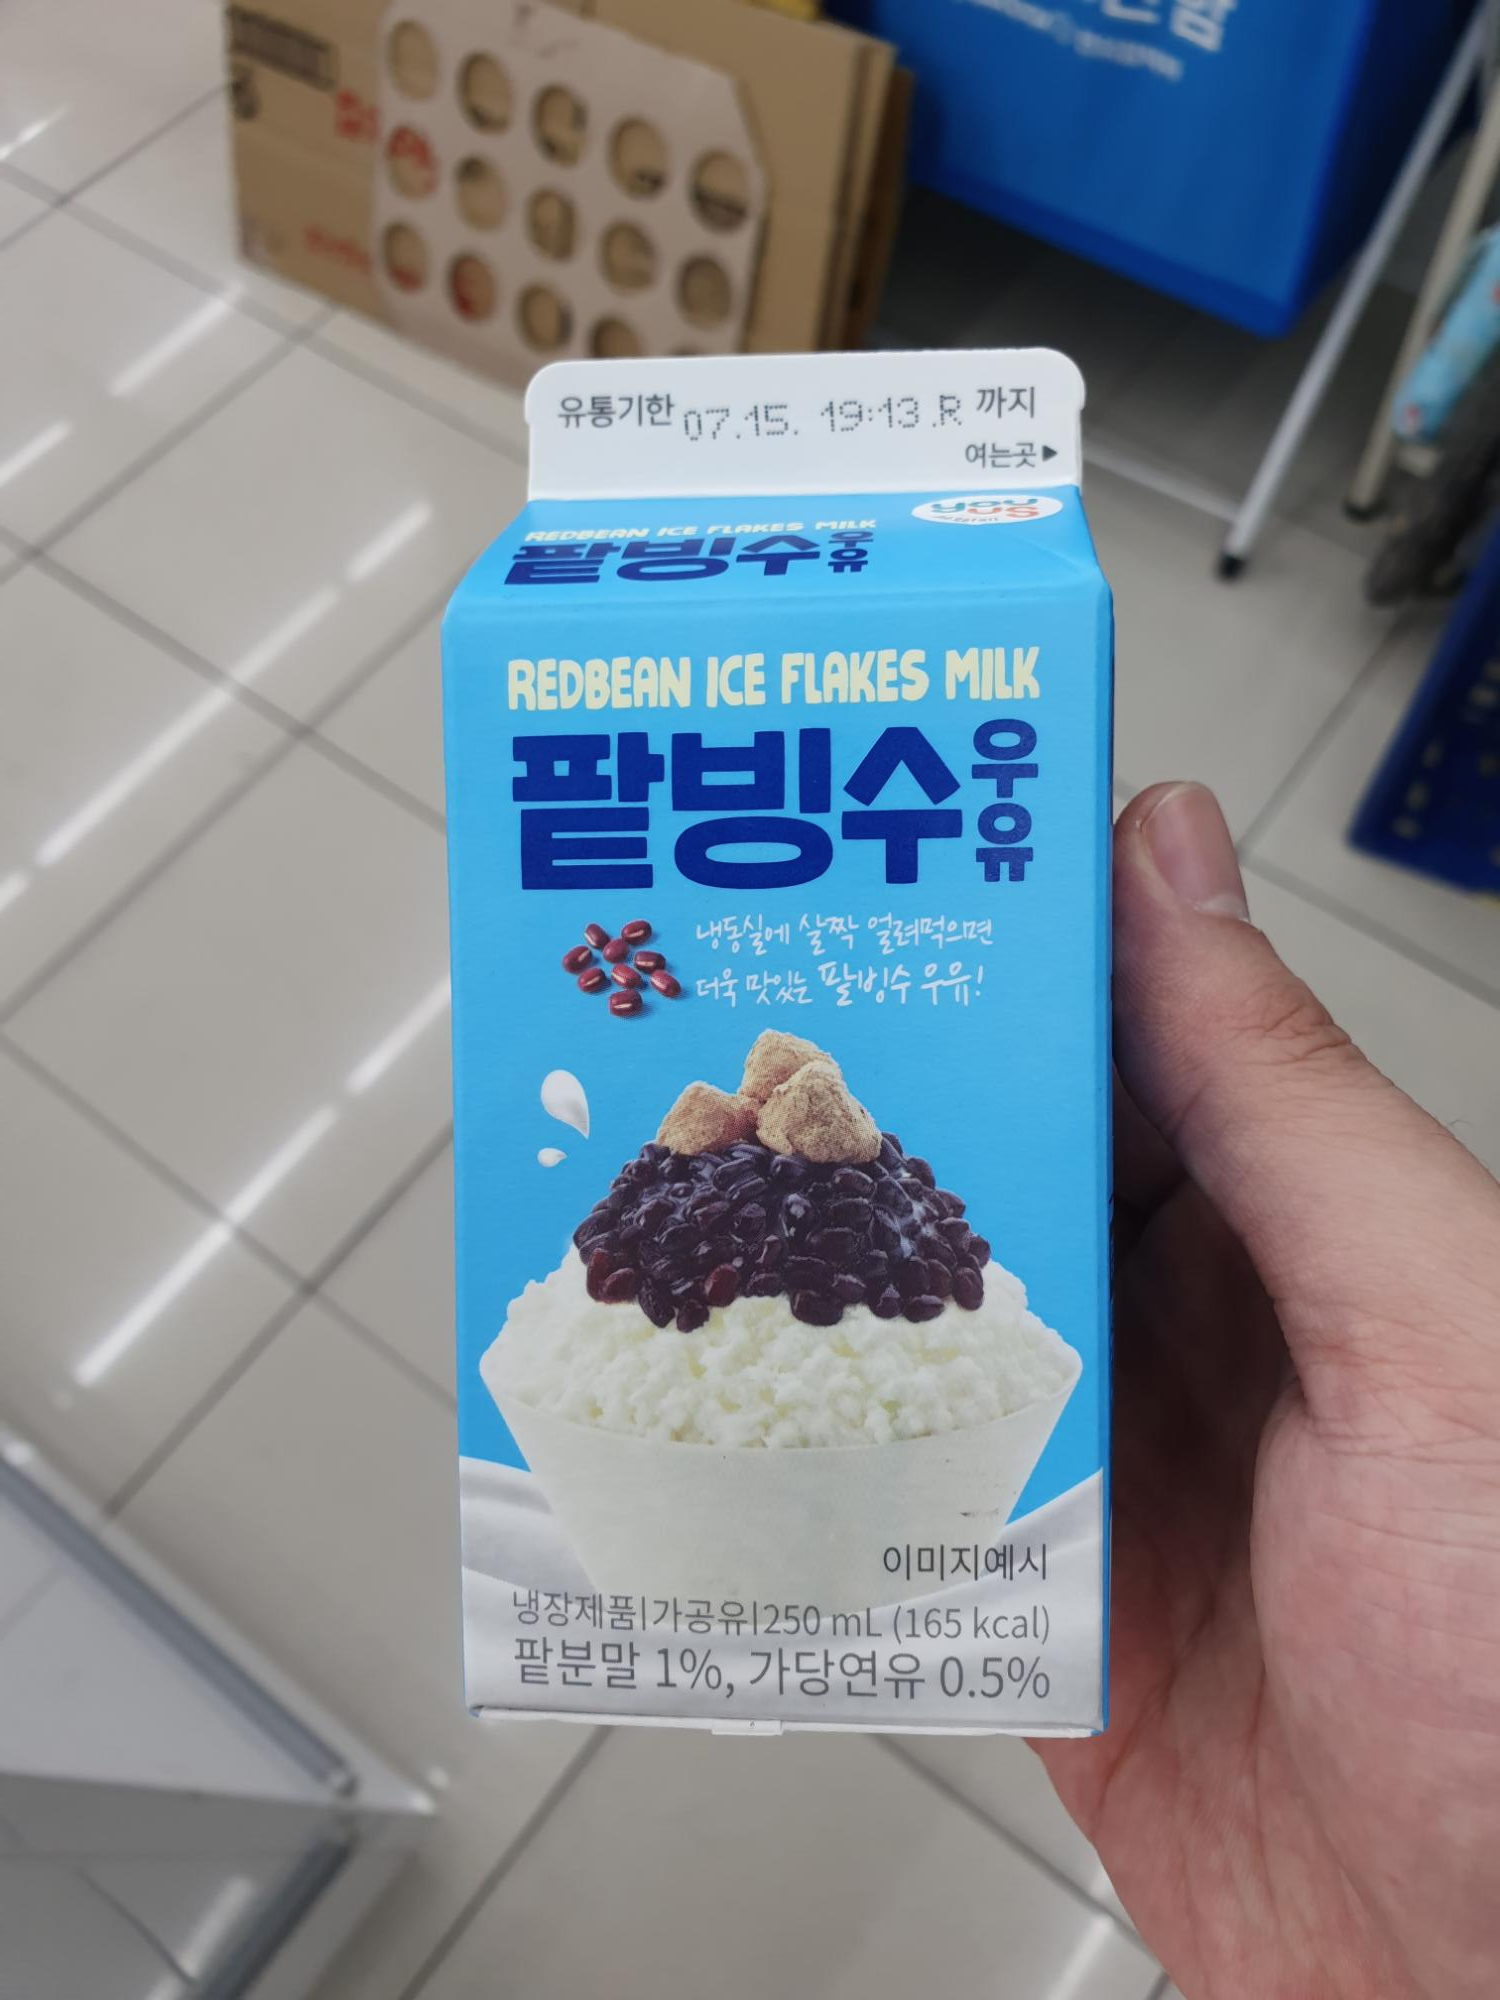 유통기한 07.15. 19:13 .R 까지
여는곳▶
YOU US
REDBEAN ICE FLAKES MILK
팥빙수우유
REDBEAN ICE FLAKES MILK
팥빙수우유
냉동실에 살짝 얼려먹으면
더욱 맛있는 팥빙수 우유!
이미지예시
냉장제품|가공유|250 mL (165 kcal)
팥분말 1%, 가당연유 0.5%